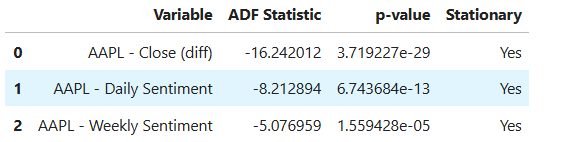 Variable ADF Statistic p-value Stationary
0 AAPL - Close (diff) -16.242012 3.719227e-29 Yes
1 AAPL - Daily Sentiment -8.212894 6.743684e-13 Yes
2 AAPL - Weekly Sentiment -5.076959 1.559428e-05 Yes